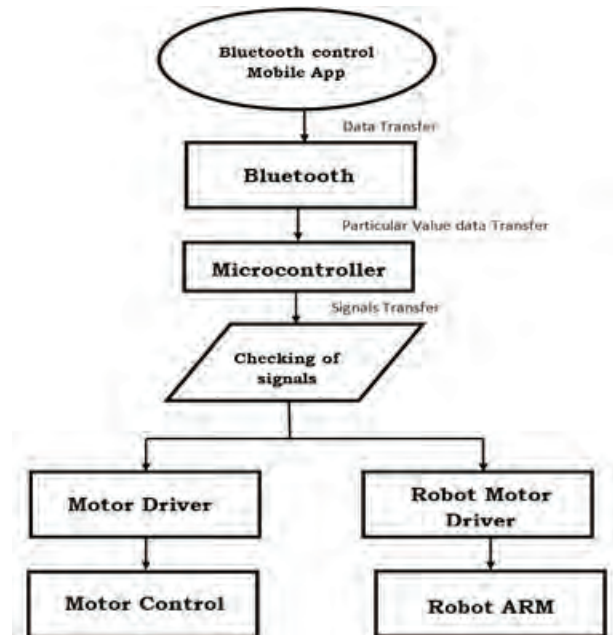 Bluetooth control
Mobile App
Data Transfer
Bluetooth
Particular Value data Transfer
Microcontroller
Signals Transfer
Checking of
signals
Motor Driver
Robot Motor
Driver
Motor Control
Robot ARM